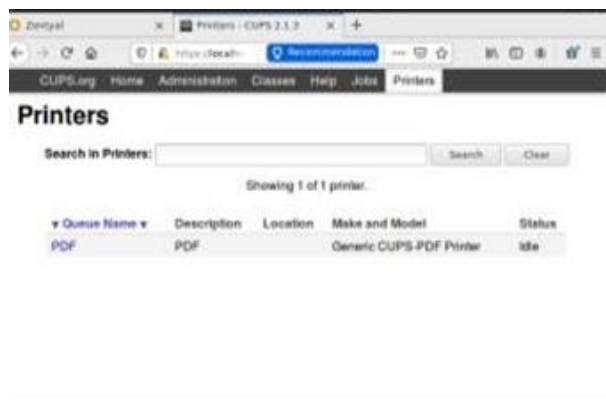 Zentyal
Printers - CUPS 2.1.3
Recommendation
CUPS.org Home Administration Classes Help Jobs Printers
Printers
Search in Printers:
Search
Clear
Showing 1 of 1 printer.
▼ Queue Name ▼ Description Location Make and Model Status
PDF PDF Generic CUPS-PDF Printer Idle